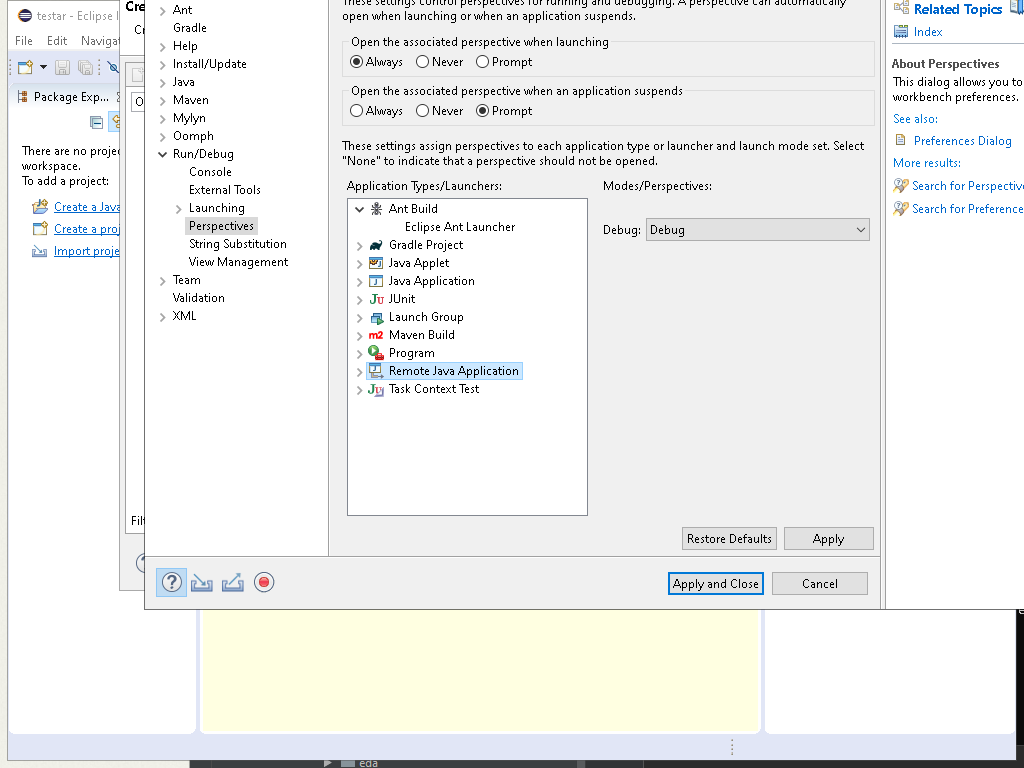 testar - Eclipse I
File Edit Navigat
Package Exp...
There are no proje
workspace.
To add a project:
Create a Java
Create a proj
Import proje
Cre
Cr
Filt
Ant
Gradle
Help
Install/Update
Java
Maven
Mylyn
Oomph
Run/Debug
Console
External Tools
Launching
Perspectives
String Substitution
View Management
Team
Validation
XML
These settings control perspectives for running and debugging. A perspective can automatically
open when launching or when an application suspends.
Open the associated perspective when launching
Always Never Prompt
Open the associated perspective when an application suspends
Always Never Prompt
These settings assign perspectives to each application type or launcher and launch mode set. Select
"None" to indicate that a perspective should not be opened.
Application Types/Launchers:
Modes/Perspectives:
Ant Build
Eclipse Ant Launcher
Gradle Project
Java Applet
Java Application
JUnit
Launch Group
Maven Build
Program
Remote Java Application
Task Context Test
Debug: Debug
Restore Defaults Apply
Apply and Close Cancel
Related Topics
Index
About Perspectives
This dialog allows you to
workbench preferences.
See also:
Preferences Dialog
More results:
Search for Perspective
Search for Preference
eda